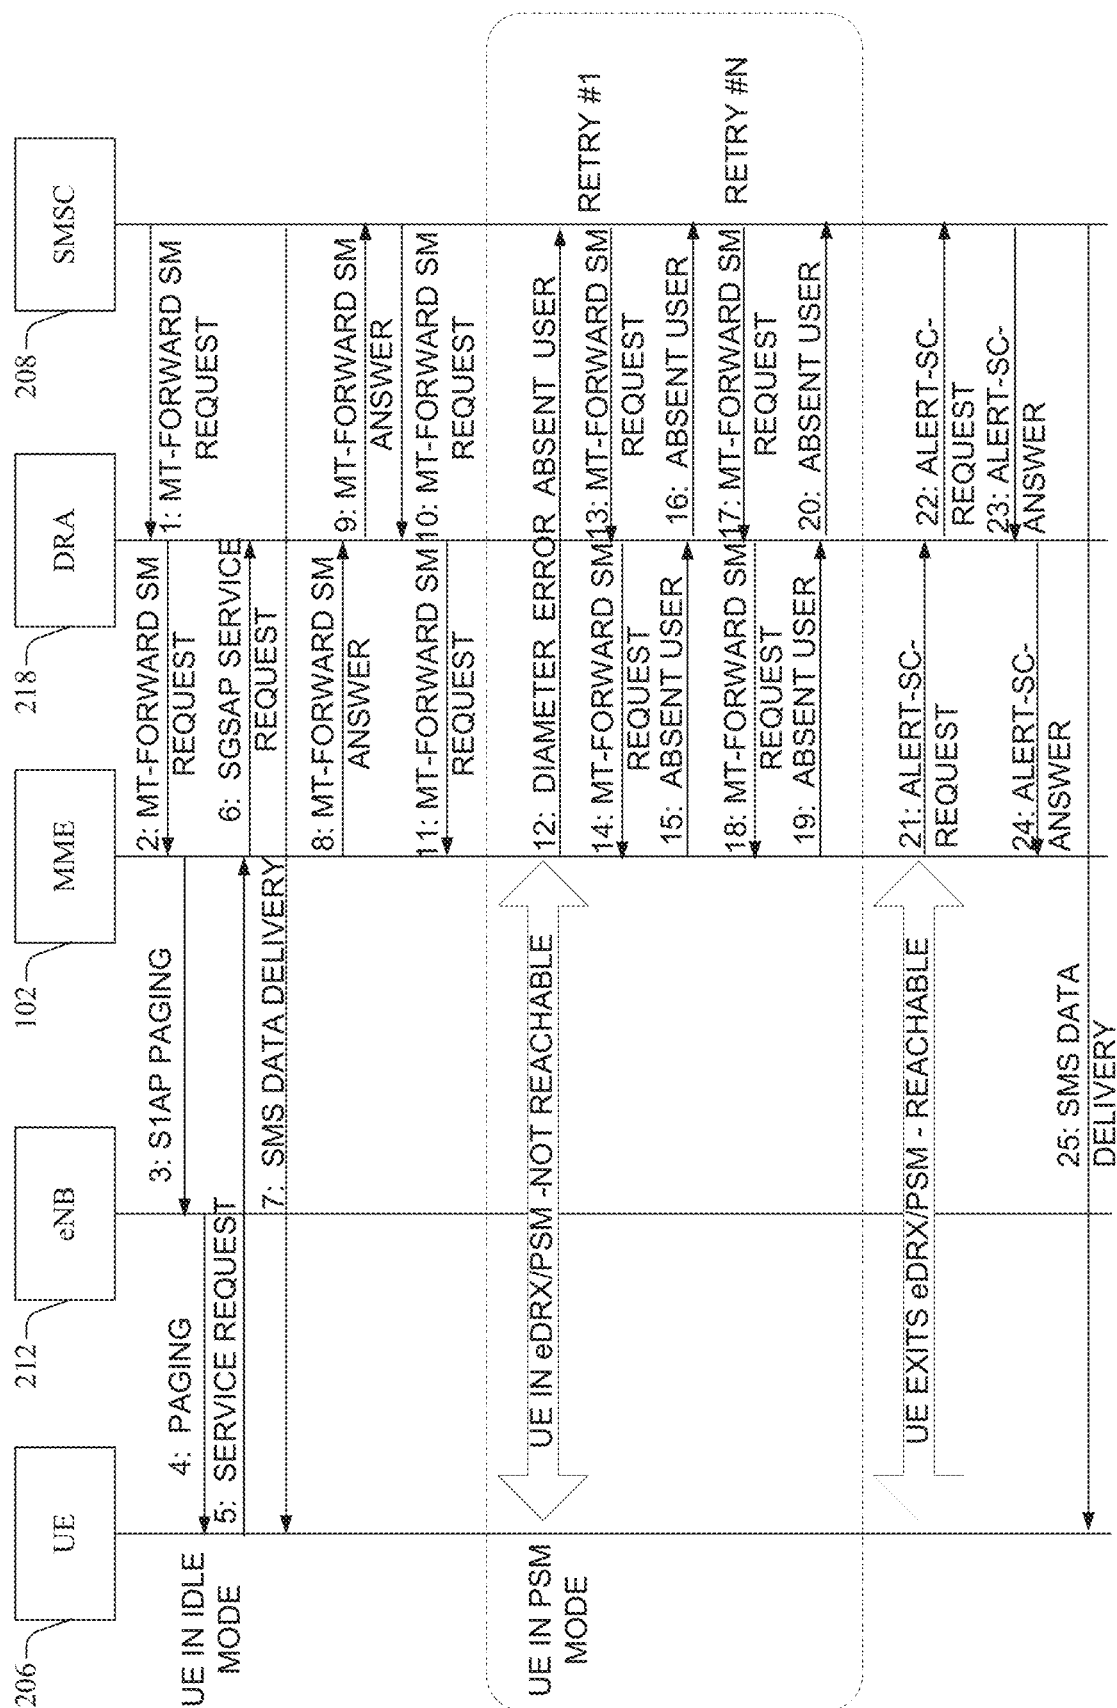 206
UE
212
eNB
102
MME
218
DRA
208
SMSC
UE IN IDLE
MODE
1: MT-FORWARD SM
REQUEST
2: MT-FORWARD SM
REQUEST
3: S1AP PAGING
4: PAGING
5: SERVICE REQUEST
6: SGSAP SERVICE
REQUEST
7: SMS DATA DELIVERY
8: MT-FORWARD SM
ANSWER
9: MT-FORWARD SM
ANSWER
10: MT-FORWARD SM
REQUEST
11: MT-FORWARD SM
REQUEST
UE IN PSM
MODE
UE IN eDRX/PSM -NOT REACHABLE
12: DIAMETER ERROR ABSENT USER
13: MT-FORWARD SM
REQUEST
RETRY #1
14: MT-FORWARD SM
REQUEST
15: ABSENT USER
16: ABSENT USER
17: MT-FORWARD SM
REQUEST
RETRY #N
18: MT-FORWARD SM
REQUEST
19: ABSENT USER
20: ABSENT USER
UE EXITS eDRX/PSM - REACHABLE
21: ALERT-SC-
REQUEST
22: ALERT-SC-
REQUEST
23: ALERT-SC-
ANSWER
24: ALERT-SC-
ANSWER
25: SMS DATA
DELIVERY